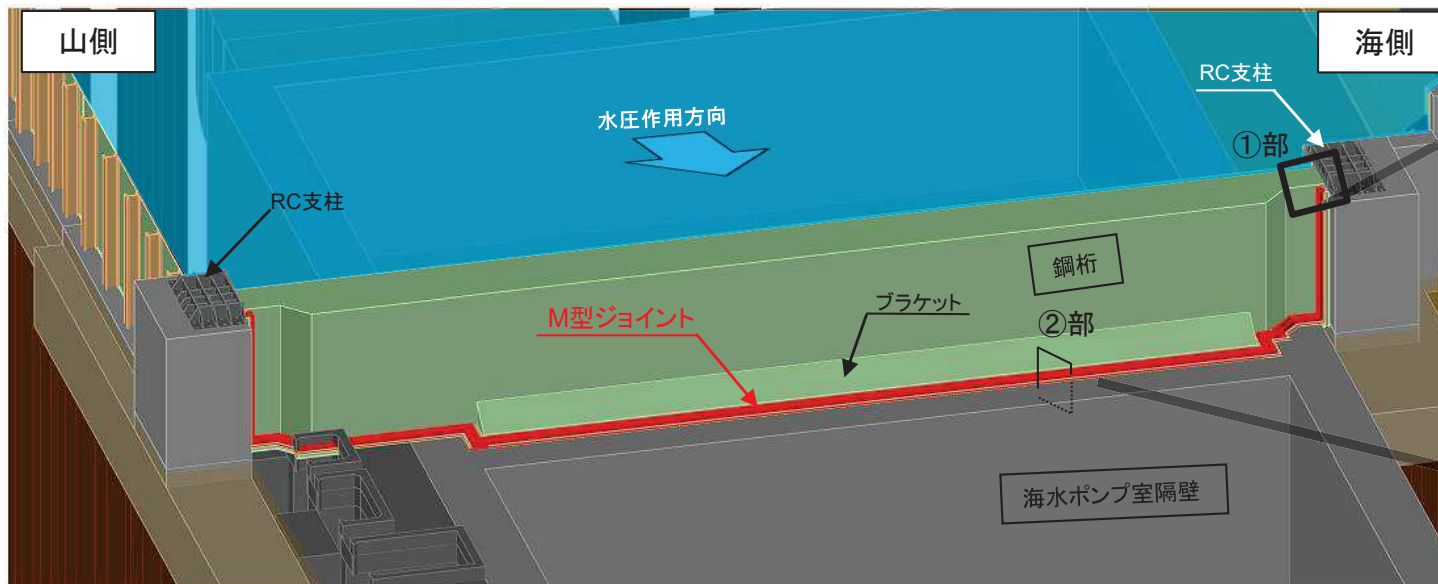 山側
海側
RC支柱
水圧作用方向
①部
RC支柱
鋼桁
ブラケット
M型ジョイント
②部
海水ポンプ室隔壁